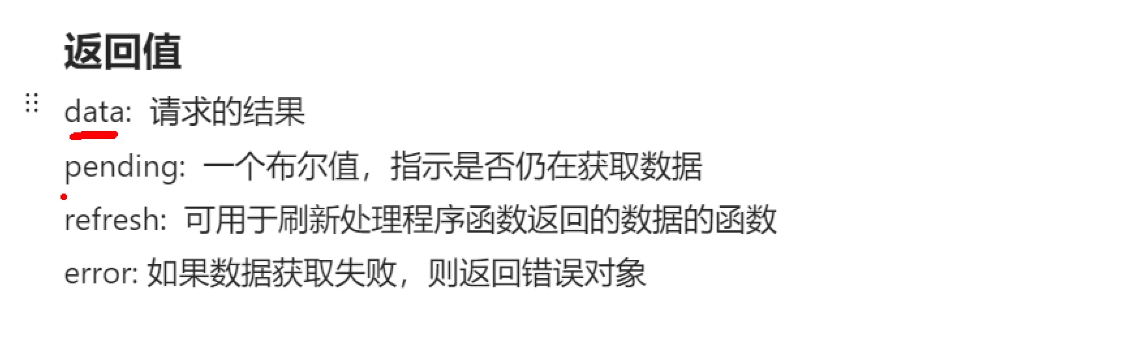 返回值
data:  请求的结果
pending:  一个布尔值，指示是否仍在获取数据
refresh:  可用于刷新处理程序函数返回的数据的函数
error: 如果数据获取失败，则返回错误对象